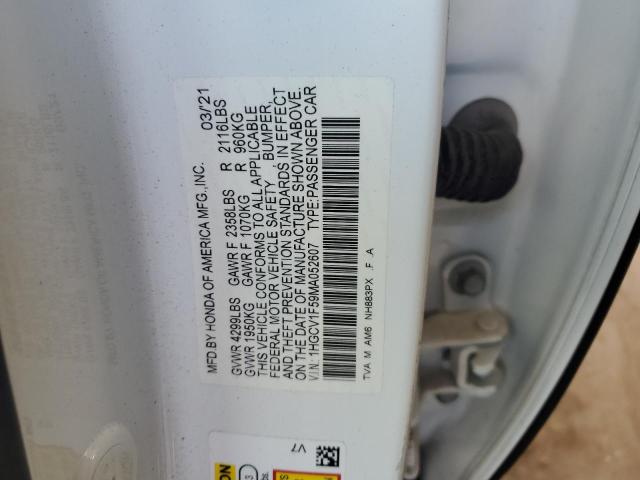 MFD BY HONDA OF AMERICA MFG.,INC. 03/21
GVWR 4299LBS GAWR F 2358LBS R 2116LBS
GVWR 1950KG GAWR F 1070KG R 960KG
THIS VEHICLE CONFORMS TO ALL APPLICABLE
FEDERAL MOTOR VEHICLE SAFETY, BUMPER,
AND THEFT PREVENTION STANDARDS IN EFFECT
ON THE DATE OF MANUFACTURE SHOWN ABOVE.
V.I.N.:1HGCV1F59MA052607 TYPE:PASSENGER CAR
TVA M AM6 NH883PX .F .A
V7